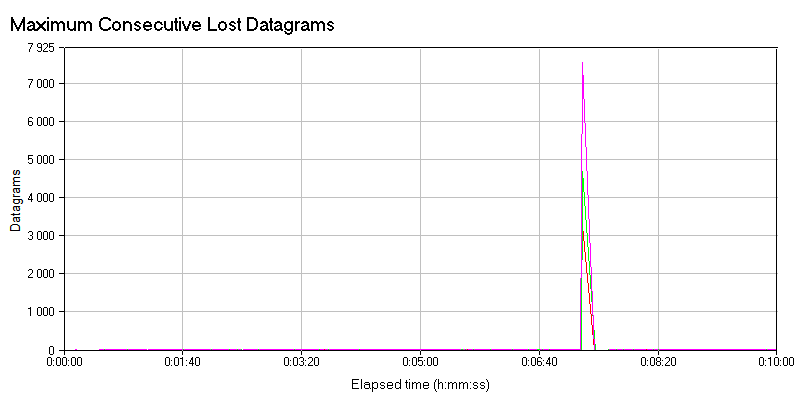 Maximum Consecutive Lost Datagrams
7 925
7 000
6 000
5 000
4 000
3 000
2 000
1 000
0
Datagrams
0:00:00 0:01:40 0:03:20 0:05:00 0:06:40 0:08:20 0:10:00
Elapsed time (h:mm:ss)